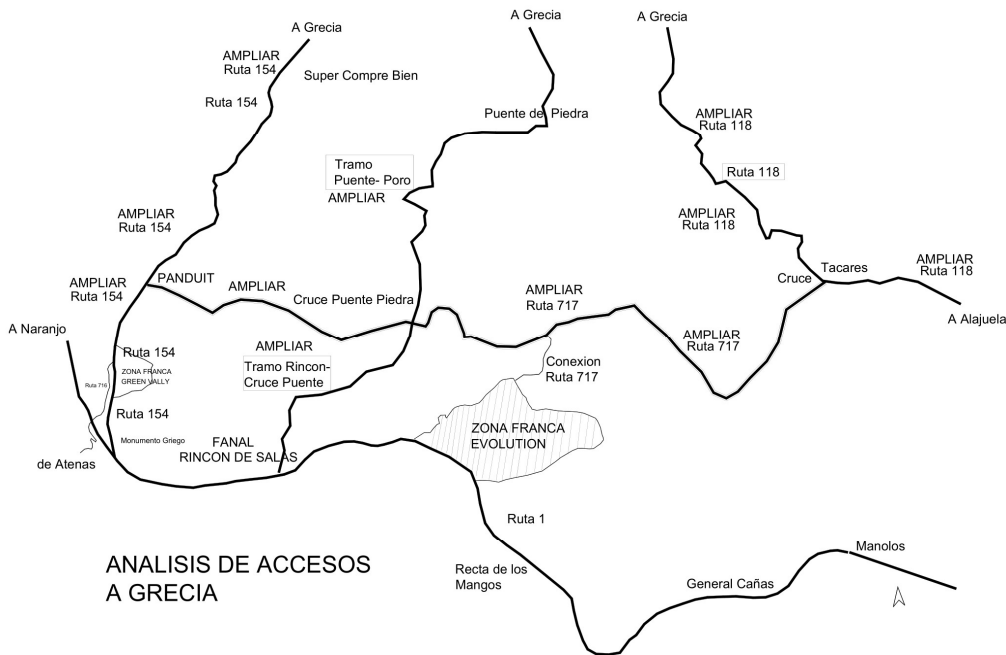 A Grecia
A Grecia
A Grecia
AMPLIAR
Ruta 154
Super Compre Bien
Ruta 154
Puente de Piedra
AMPLIAR
Ruta 118
Tramo
Puente- Poro
AMPLIAR
Ruta 118
AMPLIAR
Ruta 154
AMPLIAR
Ruta 118
AMPLIAR
Ruta 118
Tacares
Cruce
A Alajuela
PANDUIT
AMPLIAR
Ruta 154
AMPLIAR
Cruce Puente Piedra
AMPLIAR
Ruta 717
A Naranjo
AMPLIAR
Ruta 717
AMPLIAR
Tramo Rincon-
Cruce Puente
Conexion
Ruta 717
Ruta 154
ZONA FRANCA
GREEN VALLY
Ruta 716
Ruta 154
Monumento Griego
de Atenas
FANAL
RINCON DE SALAS
ZONA FRANCA
EVOLUTION
Ruta 1
Recta de los
Mangos
General Cañas
Manolos
ANALISIS DE ACCESOS
A GRECIA